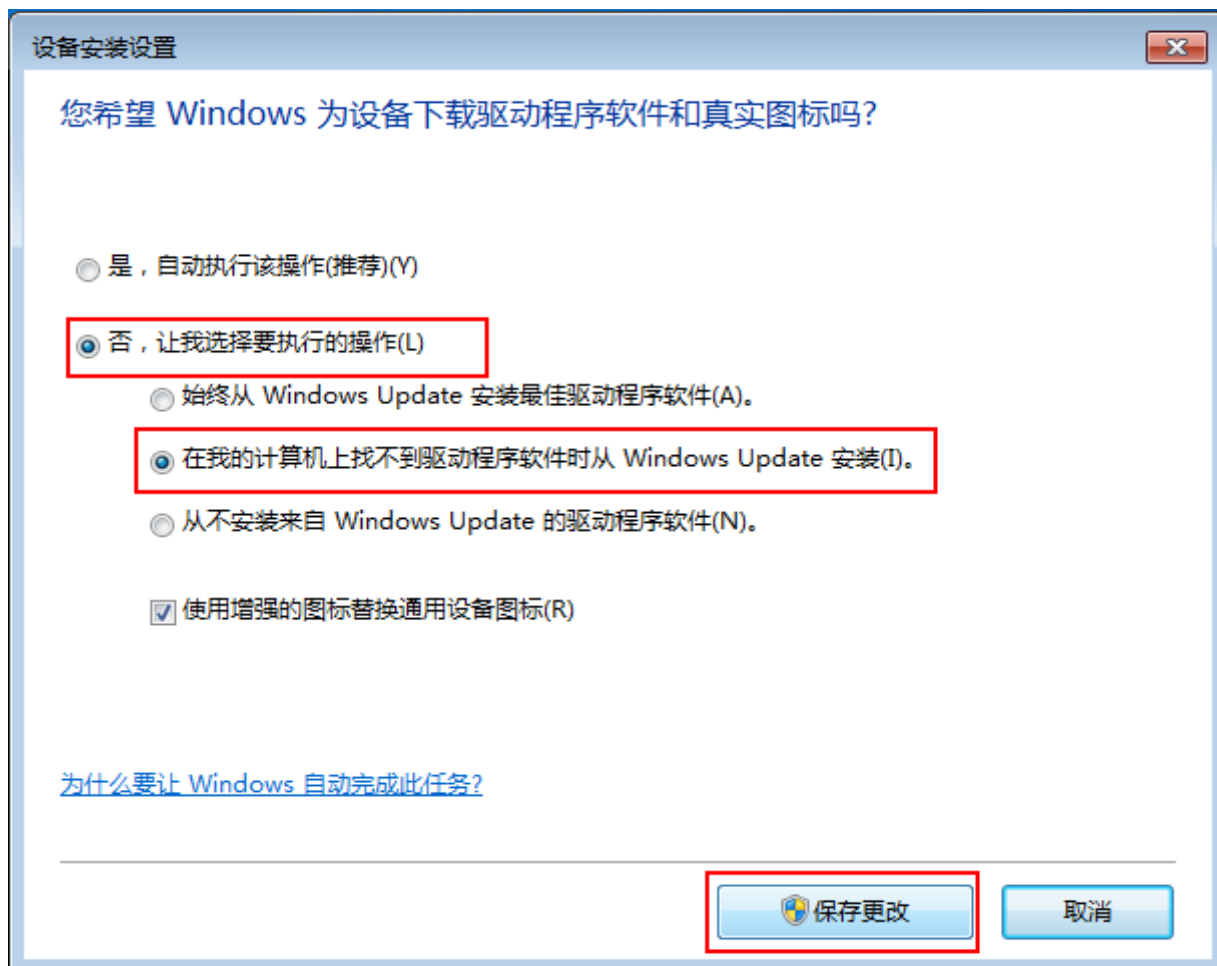 设备安装设置
您希望 Windows 为设备下载驱动程序软件和真实图标吗?
是，自动执行该操作(推荐)(Y)
否，让我选择要执行的操作(L)
始终从 Windows Update 安装最佳驱动程序软件(A)。
在我的计算机上找不到驱动程序软件时从 Windows Update 安装(I)。
从不安装来自 Windows Update 的驱动程序软件(N)。
使用增强的图标替换通用设备图标(R)
为什么要让 Windows 自动完成此任务?
保存更改
取消